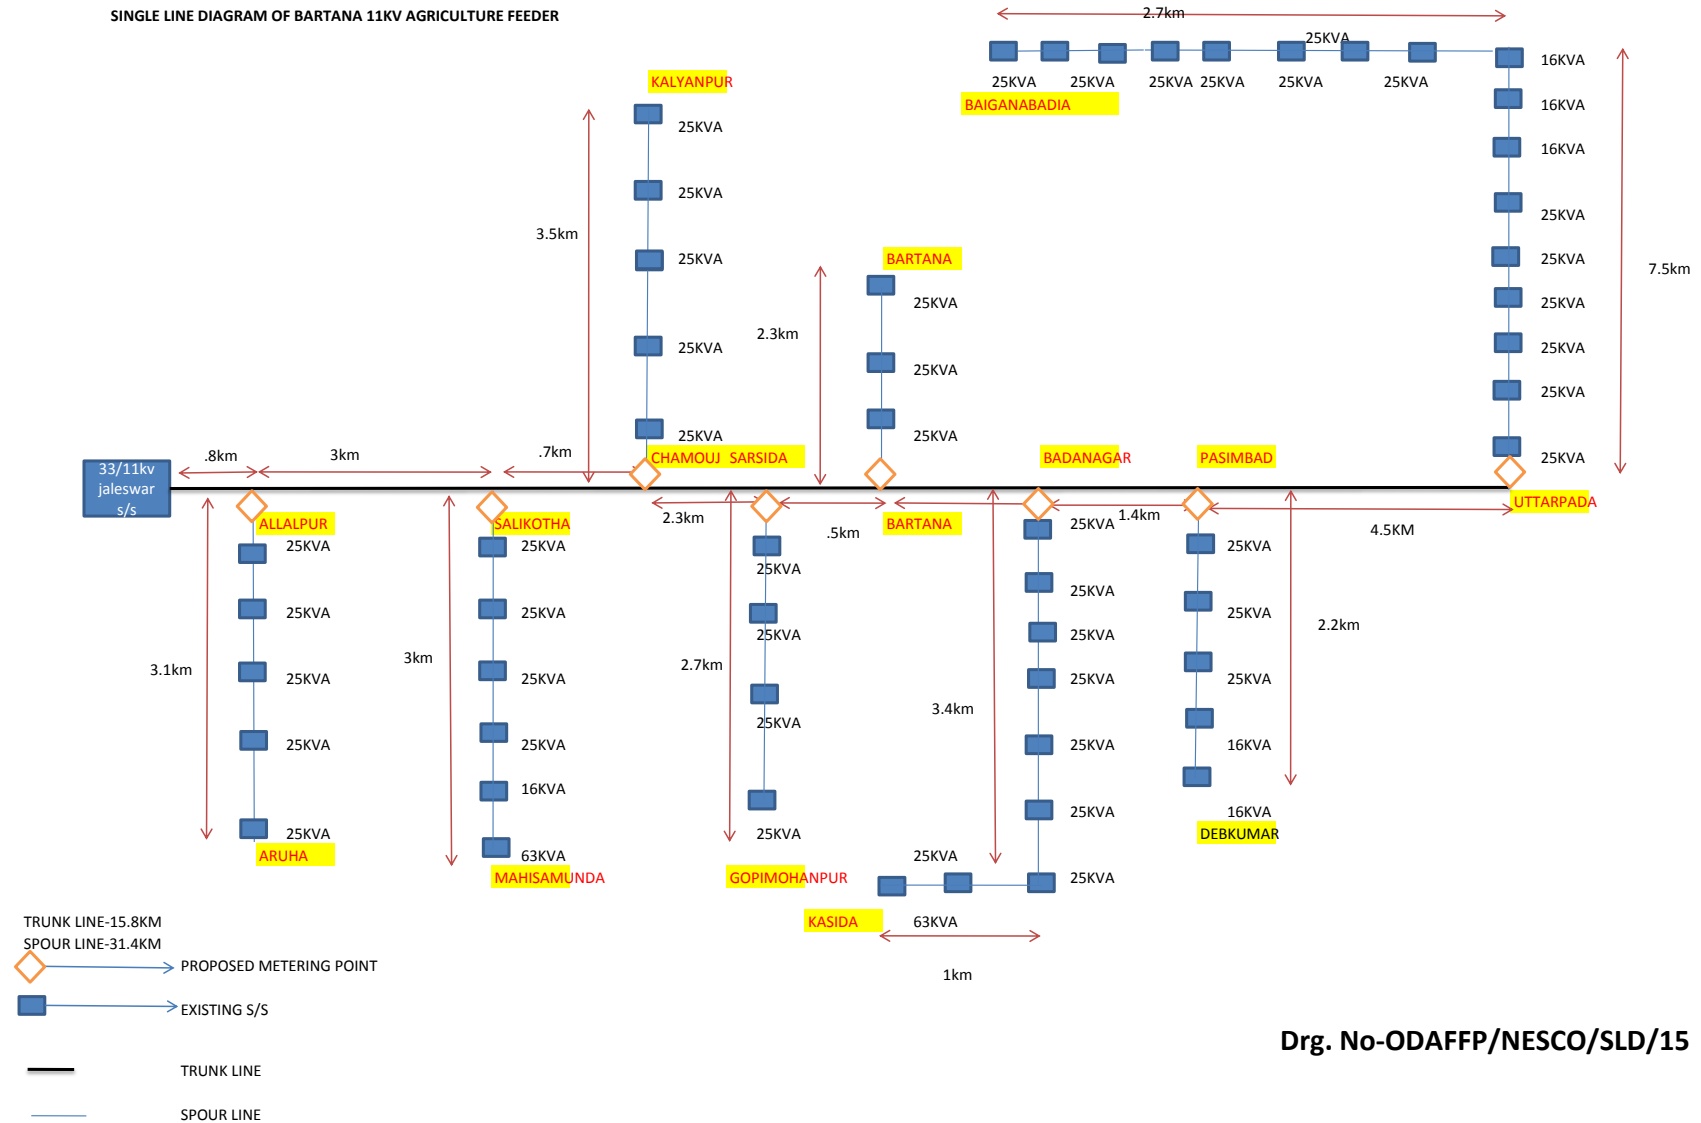 SINGLE LINE DIAGRAM OF BARTANA 11KV AGRICULTURE FEEDER
2.7km
25KVA
16KVA
25KVA 25KVA 25KVA 25KVA 25KVA 25KVA
KALYANPUR
BAIGANABADIA
16KVA
25KVA
16KVA
25KVA
25KVA
3.5km
BARTANA
25KVA
25KVA
7.5km
25KVA
25KVA
2.3km
25KVA
25KVA
25KVA
25KVA
25KVA
25KVA
.8km
3km
.7km
CHAMOUJ SARSIDA
BADANAGAR
PASIMBAD
25KVA
33/11kv
jaleswar
s/s
UTTARPADA
ALLALPUR
SALIKOTHA
2.3km
.5km
BARTANA
25KVA
1.4km
4.5KM
25KVA
25KVA
25KVA
25KVA
25KVA
25KVA
25KVA
25KVA
25KVA
25KVA
2.2km
3.1km
3km
2.7km
25KVA
25KVA
25KVA
25KVA
3.4km
25KVA
25KVA
25KVA
25KVA
16KVA
16KVA
25KVA
16KVA
25KVA
25KVA
DEBKUMAR
ARUHA
63KVA
25KVA
MAHISAMUNDA
GOPIMOHANPUR
25KVA
KASIDA
63KVA
TRUNK LINE-15.8KM
SPOUR LINE-31.4KM
PROPOSED METERING POINT
1km
EXISTING S/S
Drg. No-ODAFFP/NESCO/SLD/15
TRUNK LINE
SPOUR LINE